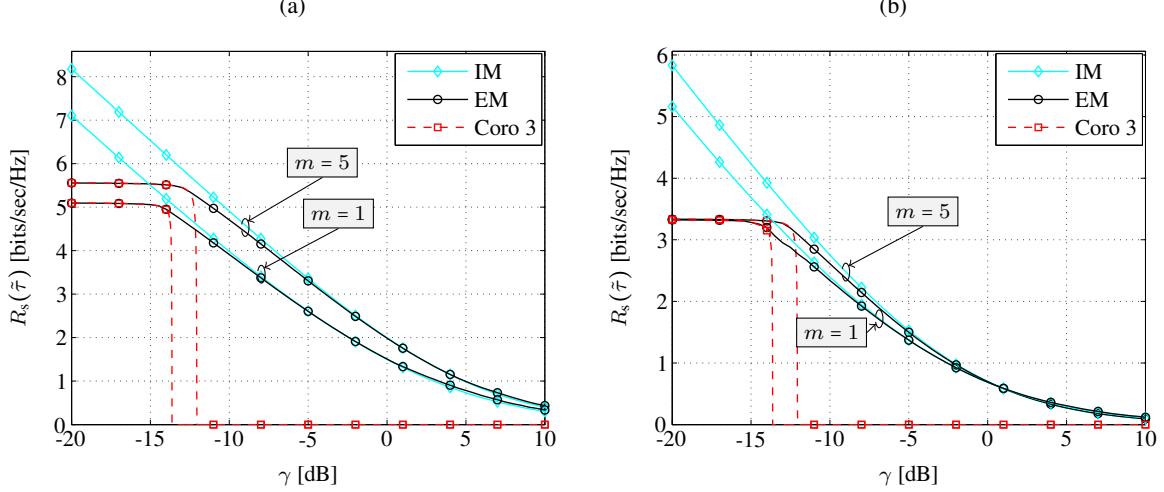 (a)
8
7
6
5
4
3
2
1
0
-20
-15
-10
-5
0
5
10
R_s(τ̃) [bits/sec/Hz]
γ [dB]
IM
EM
Coro 3
m = 5
m = 1
(b)
6
5
4
3
2
1
0
-20
-15
-10
-5
0
5
10
R_s(τ̃) [bits/sec/Hz]
γ [dB]
IM
EM
Coro 3
m = 5
m = 1